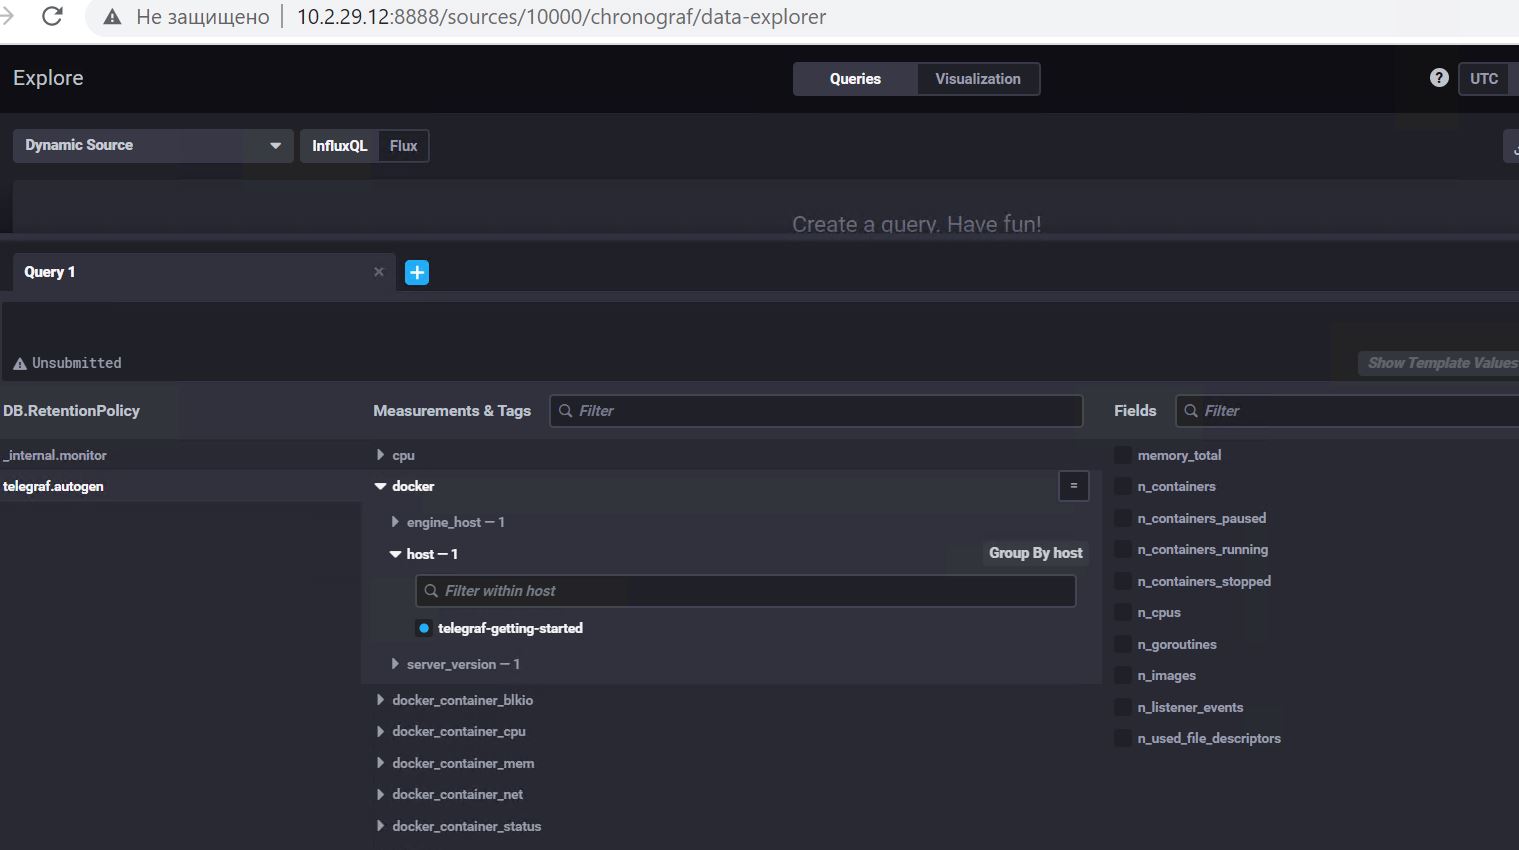 Не защищено 10.2.29.12:8888/sources/10000/chronograf/data-explorer
Explore
Queries Visualization
? UTC
Dynamic Source InfluxQL Flux
Create a query. Have fun!
Query 1
Unsubmitted
Show Template Values
DB.RetentionPolicy
_internal.monitor
telegraf.autogen
Measurements & Tags Filter
cpu
docker =
engine_host — 1
host — 1 Group By host
Filter within host
telegraf-getting-started
server_version — 1
docker_container_blkio
docker_container_cpu
docker_container_mem
docker_container_net
docker_container_status
Fields Filter
memory_total
n_containers
n_containers_paused
n_containers_running
n_containers_stopped
n_cpus
n_goroutines
n_images
n_listener_events
n_used_file_descriptors